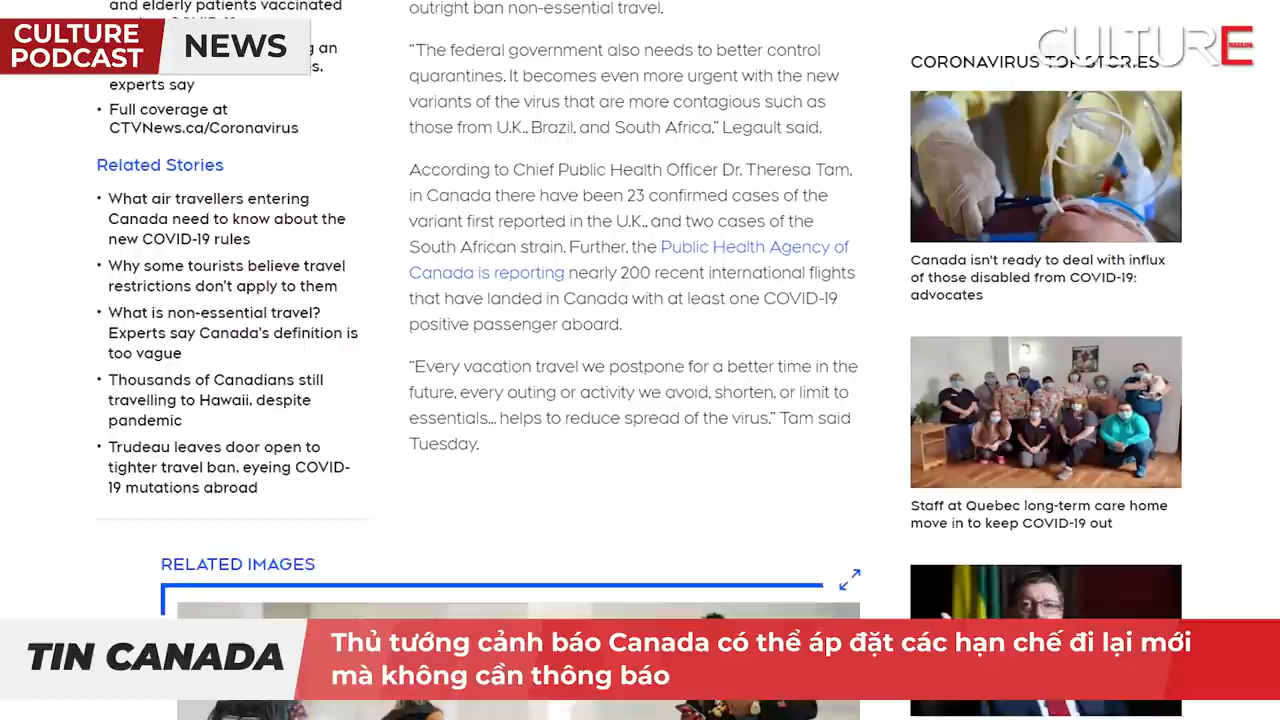 CULTURE
PODCAST
NEWS
CULTURE
MAGAZIN
and elderly patients vaccinated
g an
s,
experts say
• Full coverage at
CTVNews.ca/Coronavirus
Related Stories
• What air travellers entering
Canada need to know about the
new COVID-19 rules
• Why some tourists believe travel
restrictions don't apply to them
• What is non-essential travel?
Experts say Canada's definition is
too vague
• Thousands of Canadians still
travelling to Hawaii, despite
pandemic
• Trudeau leaves door open to
tighter travel ban, eyeing COVID-
19 mutations abroad
outright ban non-essential travel.
“The federal government also needs to better control
quarantines. It becomes even more urgent with the new
variants of the virus that are more contagious such as
those from U.K., Brazil, and South Africa,” Legault said.
According to Chief Public Health Officer Dr. Theresa Tam,
in Canada there have been 23 confirmed cases of the
variant first reported in the U.K., and two cases of the
South African strain. Further, the Public Health Agency of
Canada is reporting nearly 200 recent international flights
that have landed in Canada with at least one COVID-19
positive passenger aboard.
“Every vacation travel we postpone for a better time in the
future, every outing or activity we avoid, shorten, or limit to
essentials... helps to reduce spread of the virus,” Tam said
Tuesday.
RELATED IMAGES
CORONAVIRUS TOP STORIES
Canada isn't ready to deal with influx
of those disabled from COVID-19:
advocates
Staff at Quebec long-term care home
move in to keep COVID-19 out
TIN CANADA
Thủ tướng cảnh báo Canada có thể áp đặt các hạn chế đi lại mới
mà không cần thông báo